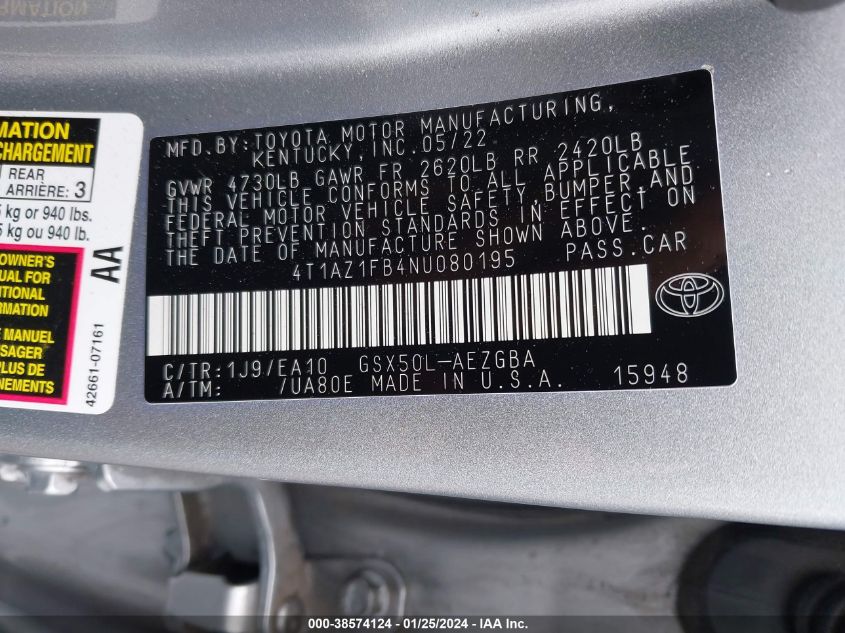 MATION
MATION
CHARGEMENT
REAR
ARRIÈRE: 3
kg or 940 lbs.
kg ou 940 lb.
OWNER'S
UAL FOR
ITIONAL
RMATION
E MANUEL
SAGER
PLUS DE
NEMENTS
AA
42661-07161
MFD.BY:TOYOTA MOTOR MANUFACTURING,
KENTUCKY,INC.05/22
GVWR 4730LB GAWR FR 2620LB RR 2420LB
THIS VEHICLE CONFORMS TO ALL APPLICABLE
FEDERAL MOTOR VEHICLE SAFETY,BUMPER,AND
THEFT PREVENTION STANDARDS IN EFFECT ON
THE DATE OF MANUFACTURE SHOWN ABOVE.
4T1AZ1FB4NU080195 PASS.CAR
C/TR:1J9/EA10 GSX50L-AEZGBA
A/TM: /UA80E MADE IN U.S.A. 15948
000-38574124 - 01/25/2024 - IAA Inc.